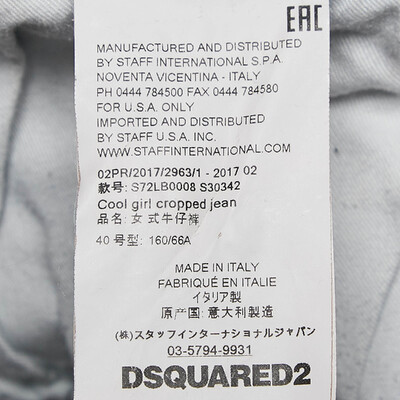 EAC
MANUFACTURED AND DISTRIBUTED
BY STAFF INTERNATIONAL S.P.A.
NOVENTA VICENTINA - ITALY
PH 0444 784500 FAX 0444 784580
FOR U.S.A. ONLY
IMPORTED AND DISTRIBUTED
BY STAFF U.S.A. INC.
WWW.STAFFINTERNATIONAL.COM
02PR/2017/2963/1 - 2017 02
款号: S72LB0008 S30342
Cool girl cropped jean
品名: 女式牛仔裤
40 号型: 160/66A
MADE IN ITALY
FABRIQUÉ EN ITALIE
イタリア製
原产国: 意大利製造
(株)スタッフインターナショナルジャパン
03-5794-9931
DSQUARED2